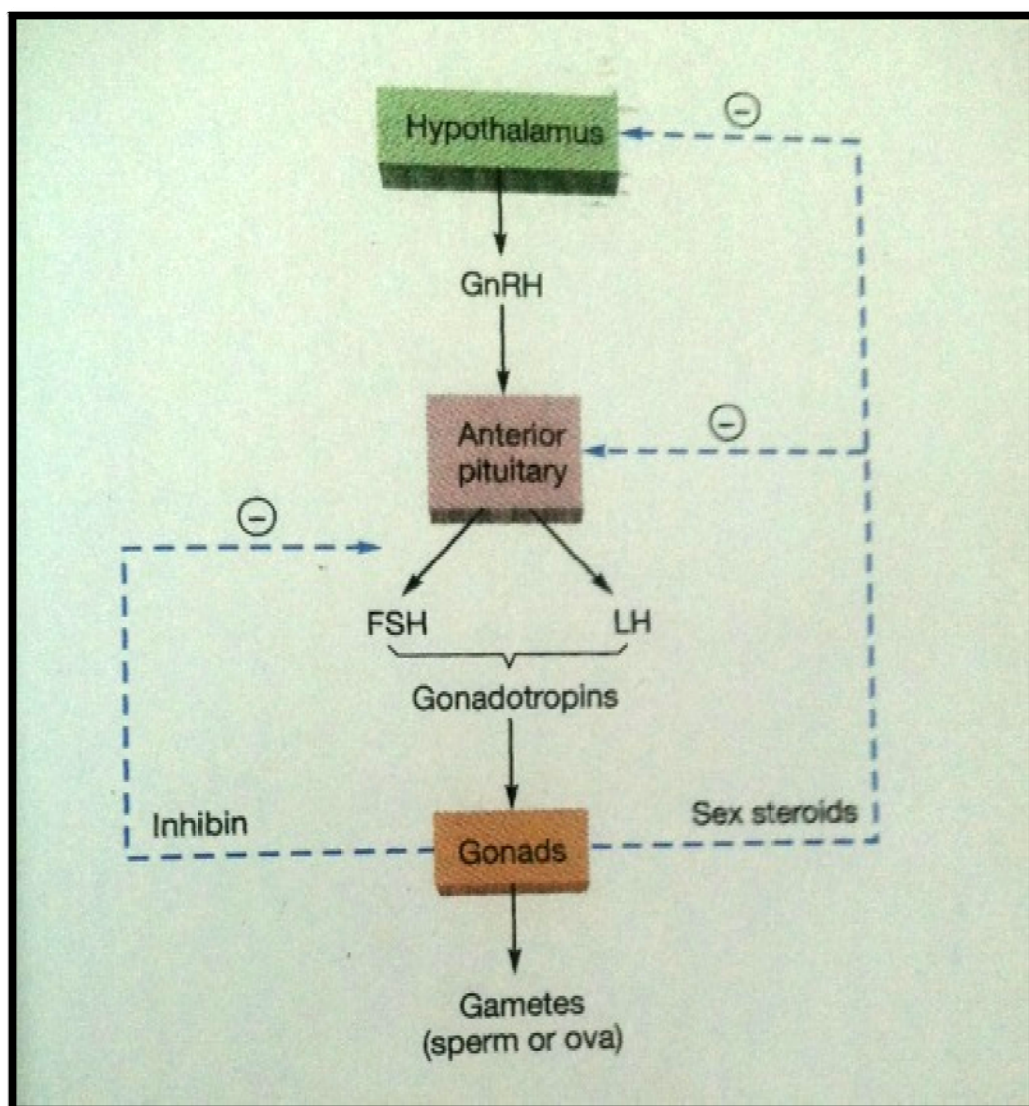 Hypothalamus
−
GnRH
Anterior
pituitary
−
−
FSH
LH
Gonadotropins
Inhibin
Sex steroids
Gonads
Gametes
(sperm or ova)